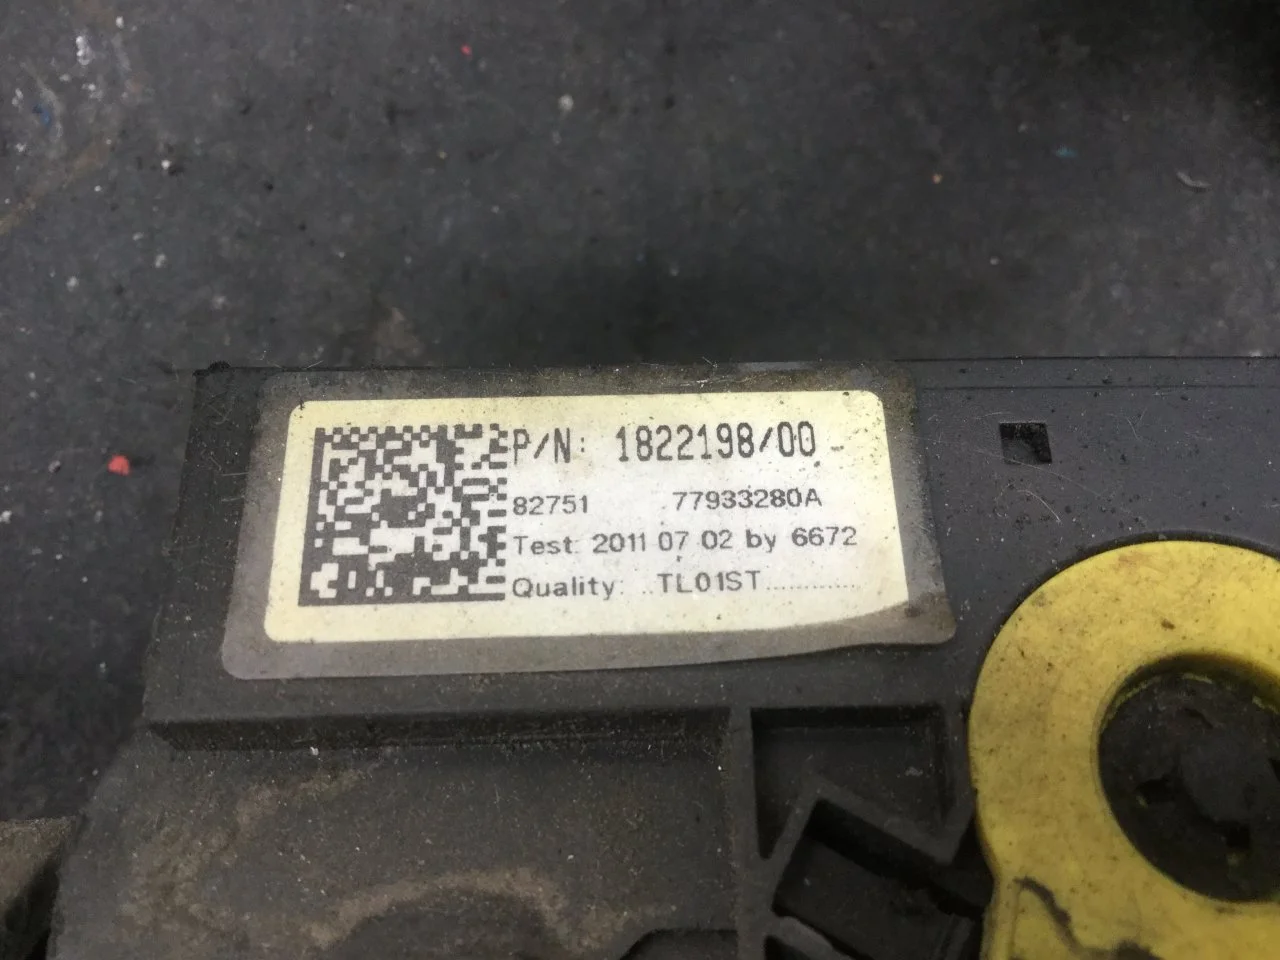 P/N: 1822198/00
82751 77933280A
Test: 2011 07 02 by 6672
Quality: ..TL01ST............